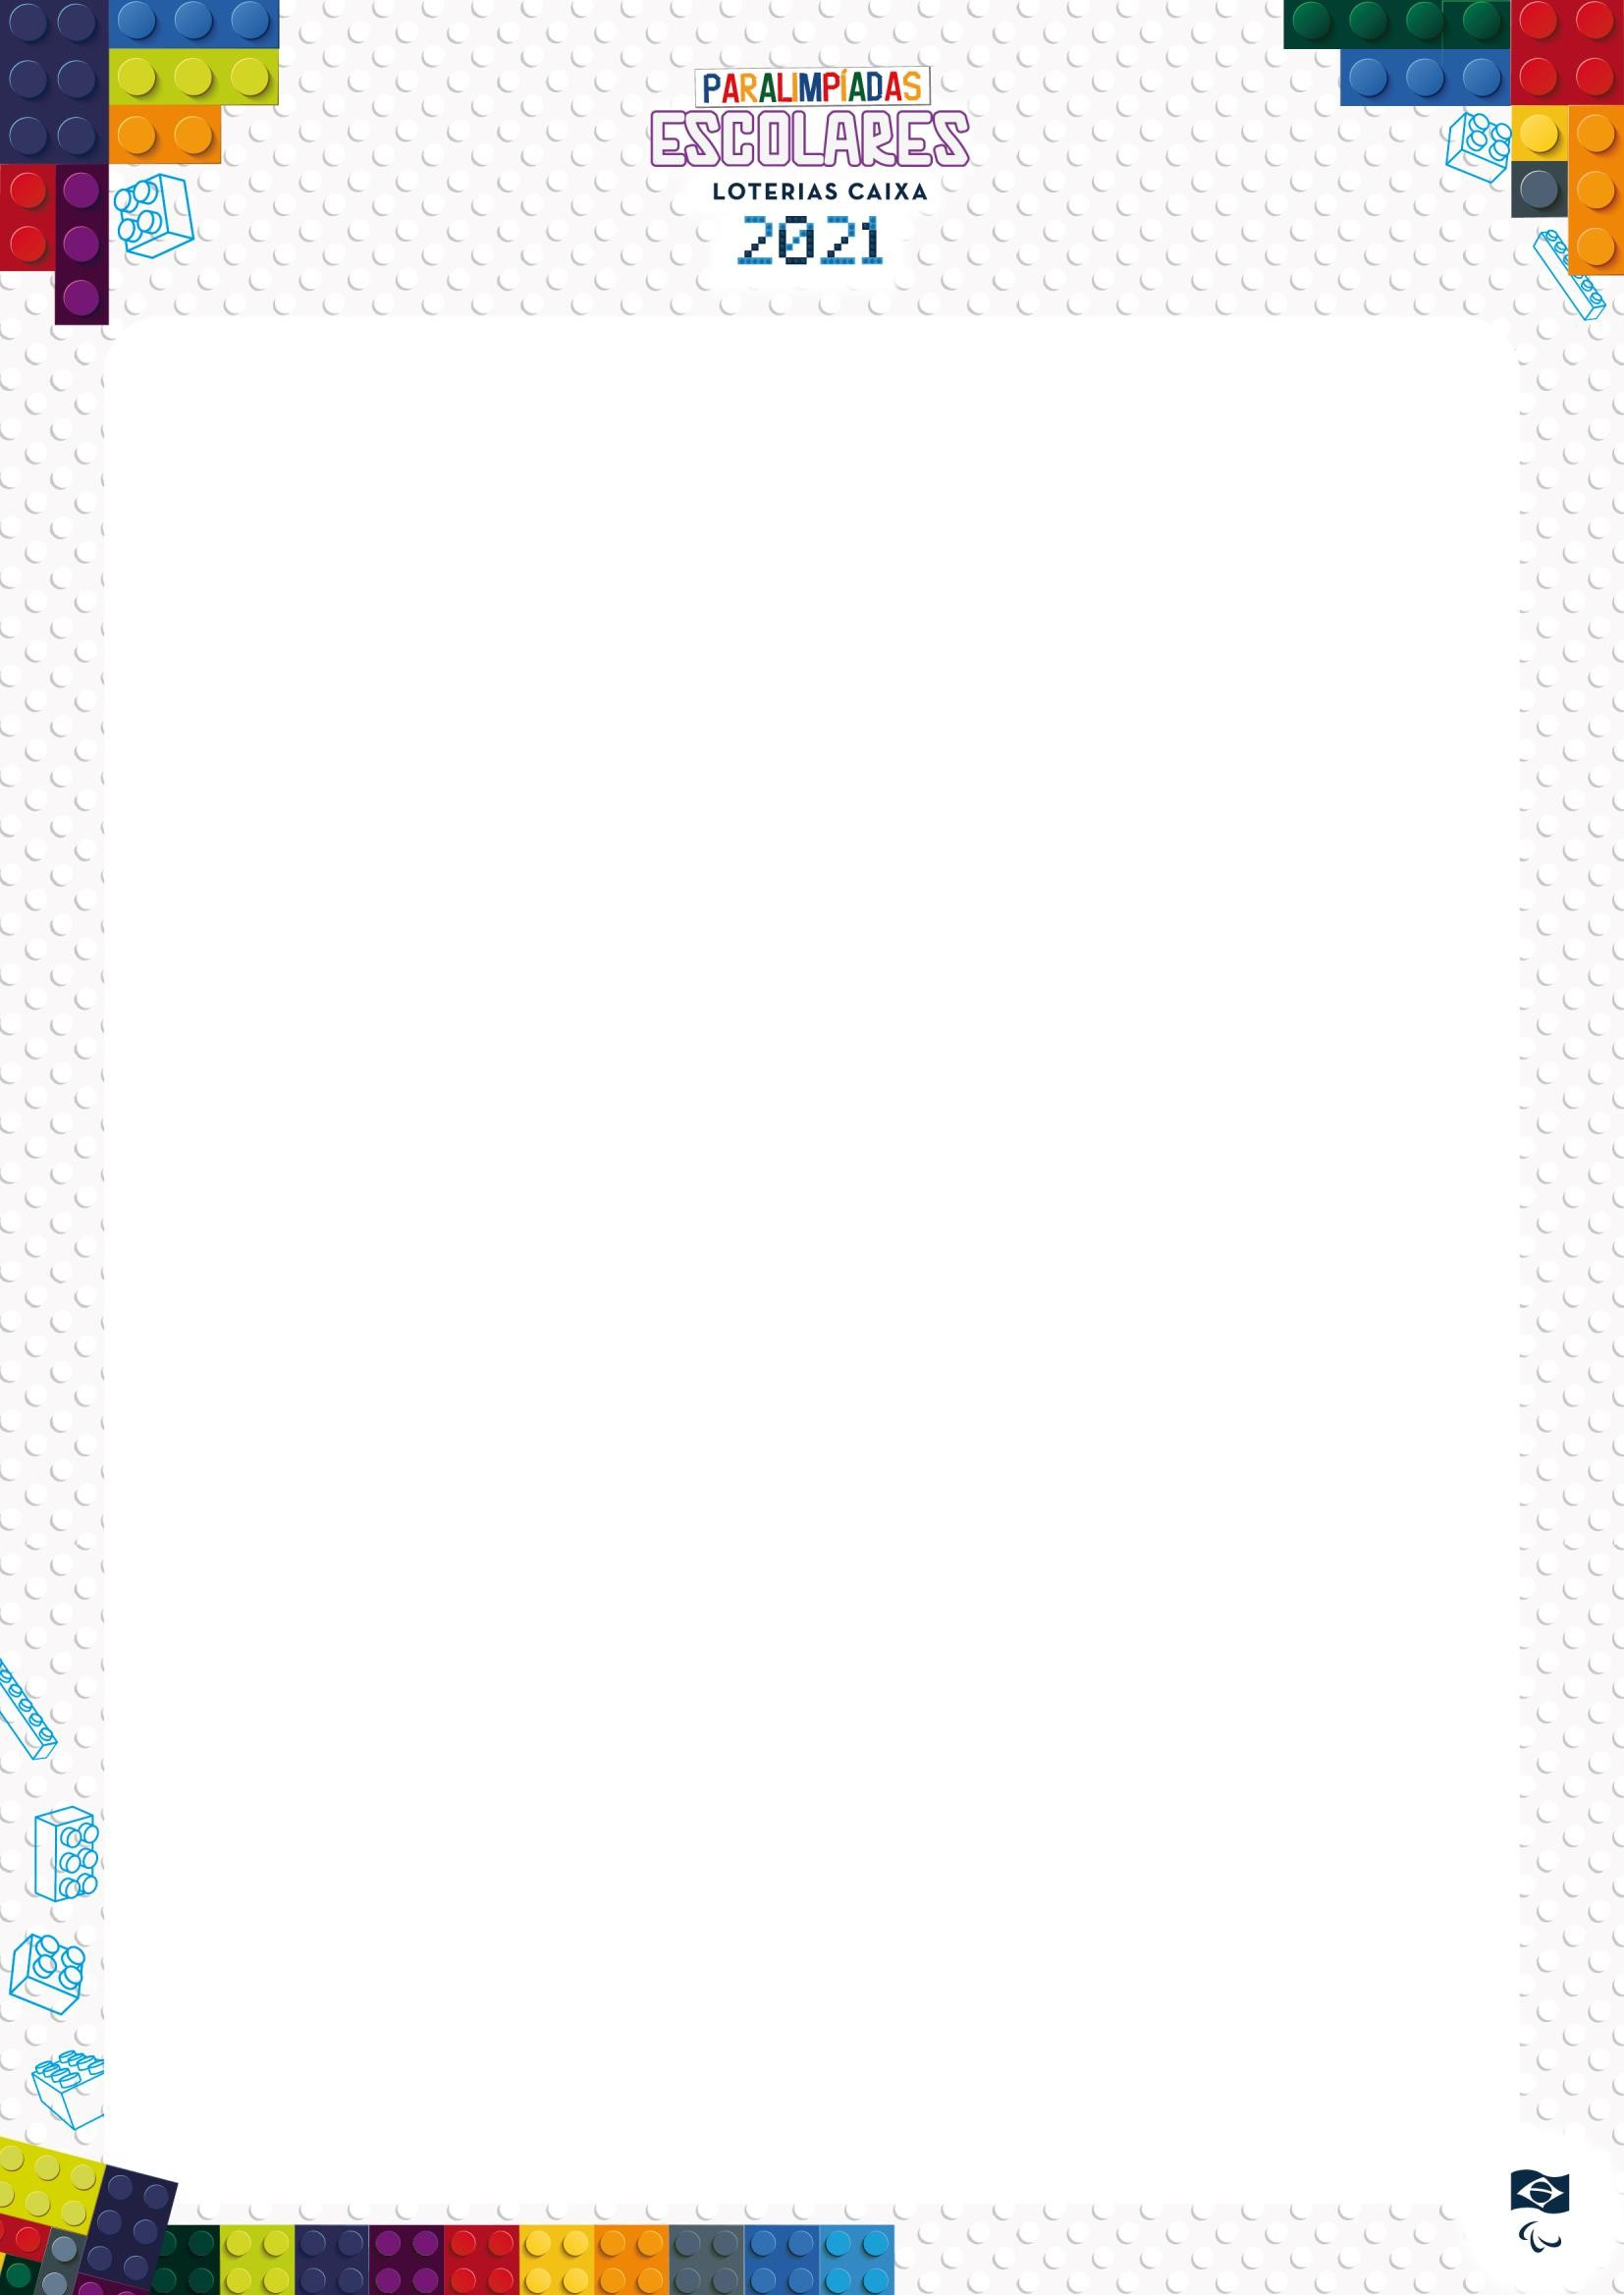 PARALIMPÍADAS
ESCOLARES
LOTERIAS CAIXA
2021